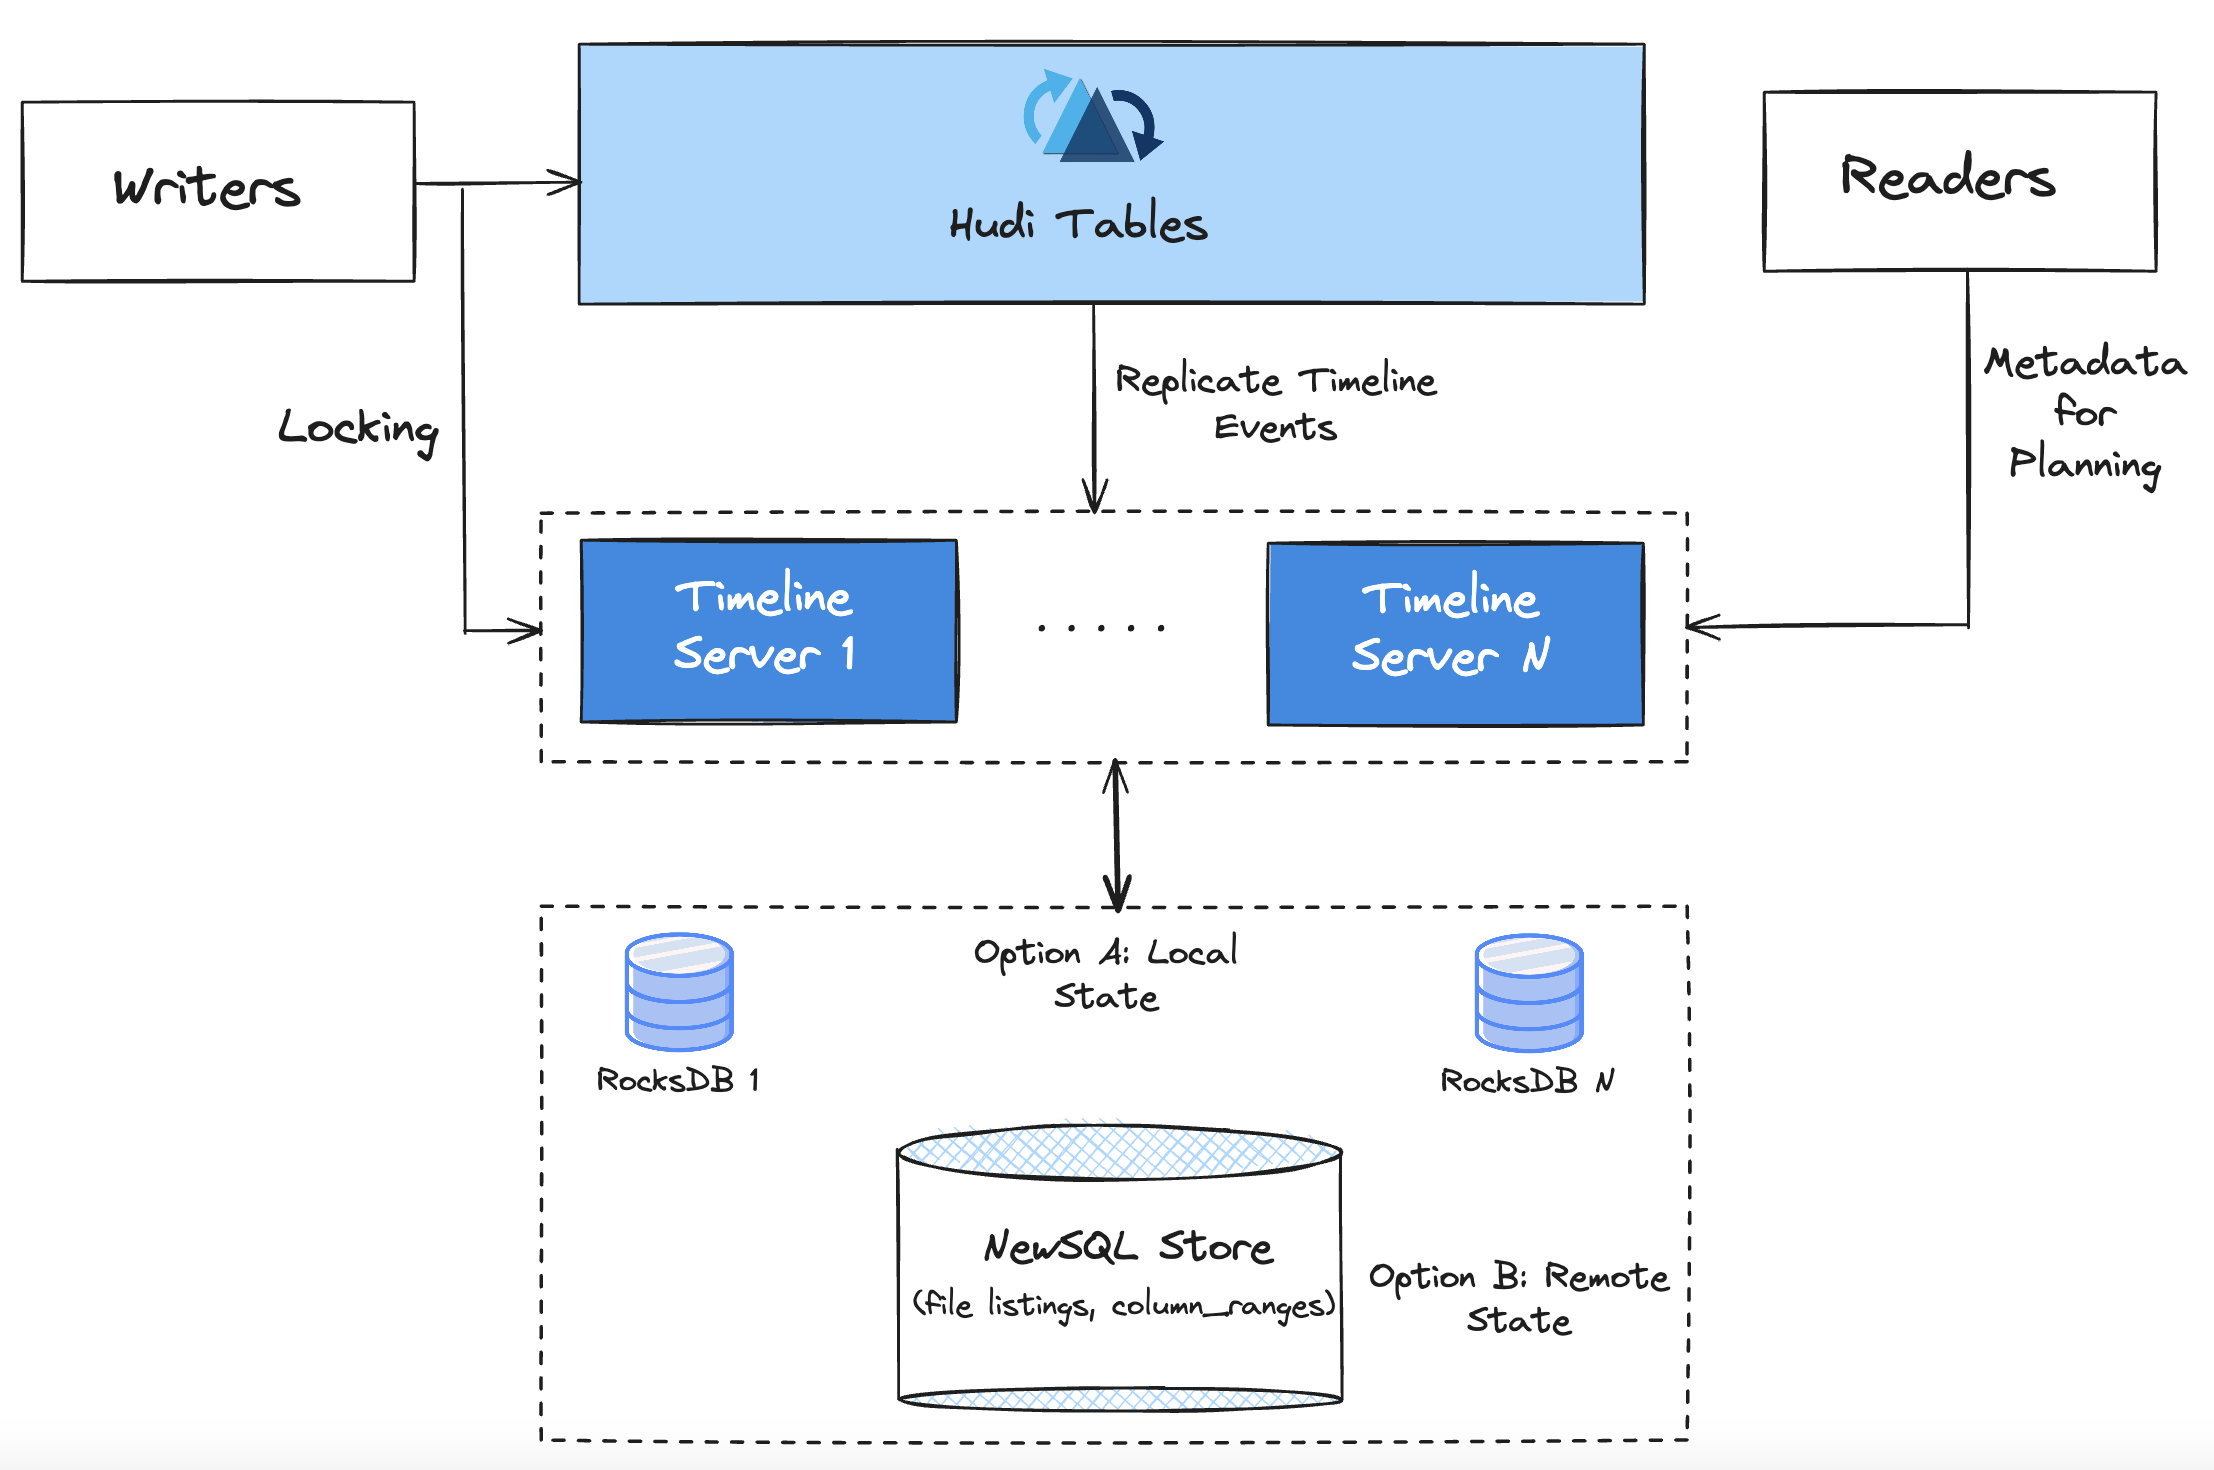 Writers
Hudi Tables
Readers
Locking
Replicate Timeline
Events
Metadata
for
Planning
Timeline
Server 1
.....
Timeline
Server N
Option A: Local
State
RocksDB 1
RocksDB N
NewSQL Store
(file listings, column_ranges)
Option B: Remote
State